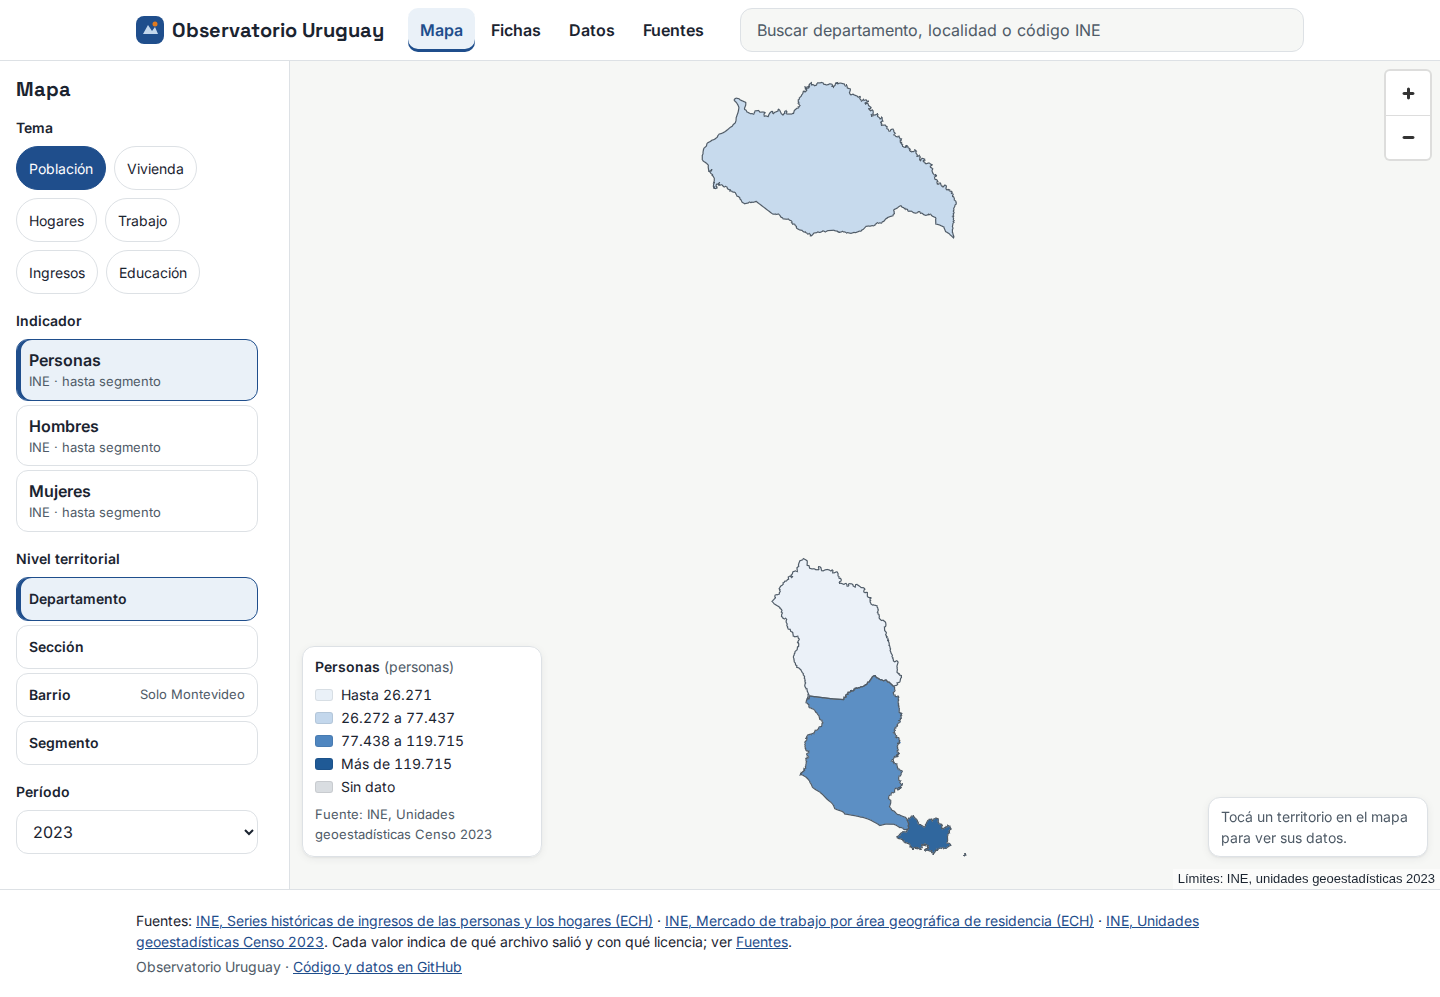 Observatorio Uruguay
Mapa
Fichas
Datos
Fuentes
Buscar departamento, localidad o código INE
Mapa
Tema
Población
Vivienda
Hogares
Trabajo
Ingresos
Educación
Indicador
Personas
INE · hasta segmento
Hombres
INE · hasta segmento
Mujeres
INE · hasta segmento
Nivel territorial
Departamento
Sección
Barrio
Solo Montevideo
Segmento
Período
2023
+
−
Personas (personas)
Hasta 26.271
26.272 a 77.437
77.438 a 119.715
Más de 119.715
Sin dato
Fuente: INE, Unidades
geoestadísticas Censo 2023
Tocá un territorio en el mapa
para ver sus datos.
Límites: INE, unidades geoestadísticas 2023
Fuentes: INE, Series históricas de ingresos de las personas y los hogares (ECH) · INE, Mercado de trabajo por área geográfica de residencia (ECH) · INE, Unidades
geoestadísticas Censo 2023. Cada valor indica de qué archivo salió y con qué licencia; ver Fuentes.
Observatorio Uruguay · Código y datos en GitHub